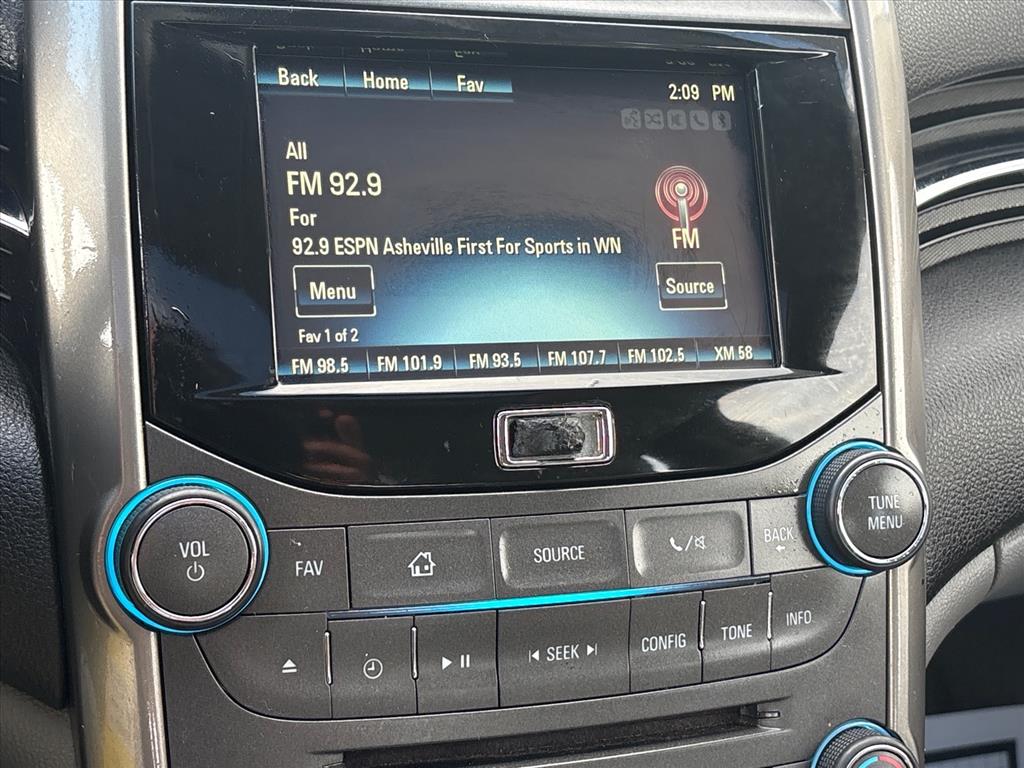 Back Home Fav
2:09 PM
All
FM 92.9
For
92.9 ESPN Asheville First For Sports in WN
FM
Menu
Source
Fav 1 of 2
FM 98.5 FM 101.9 FM 93.5 FM 107.7 FM 102.5 XM 58
VOL
FAV
SOURCE
BACK
TUNE
MENU
SEEK
CONFIG
TONE
INFO